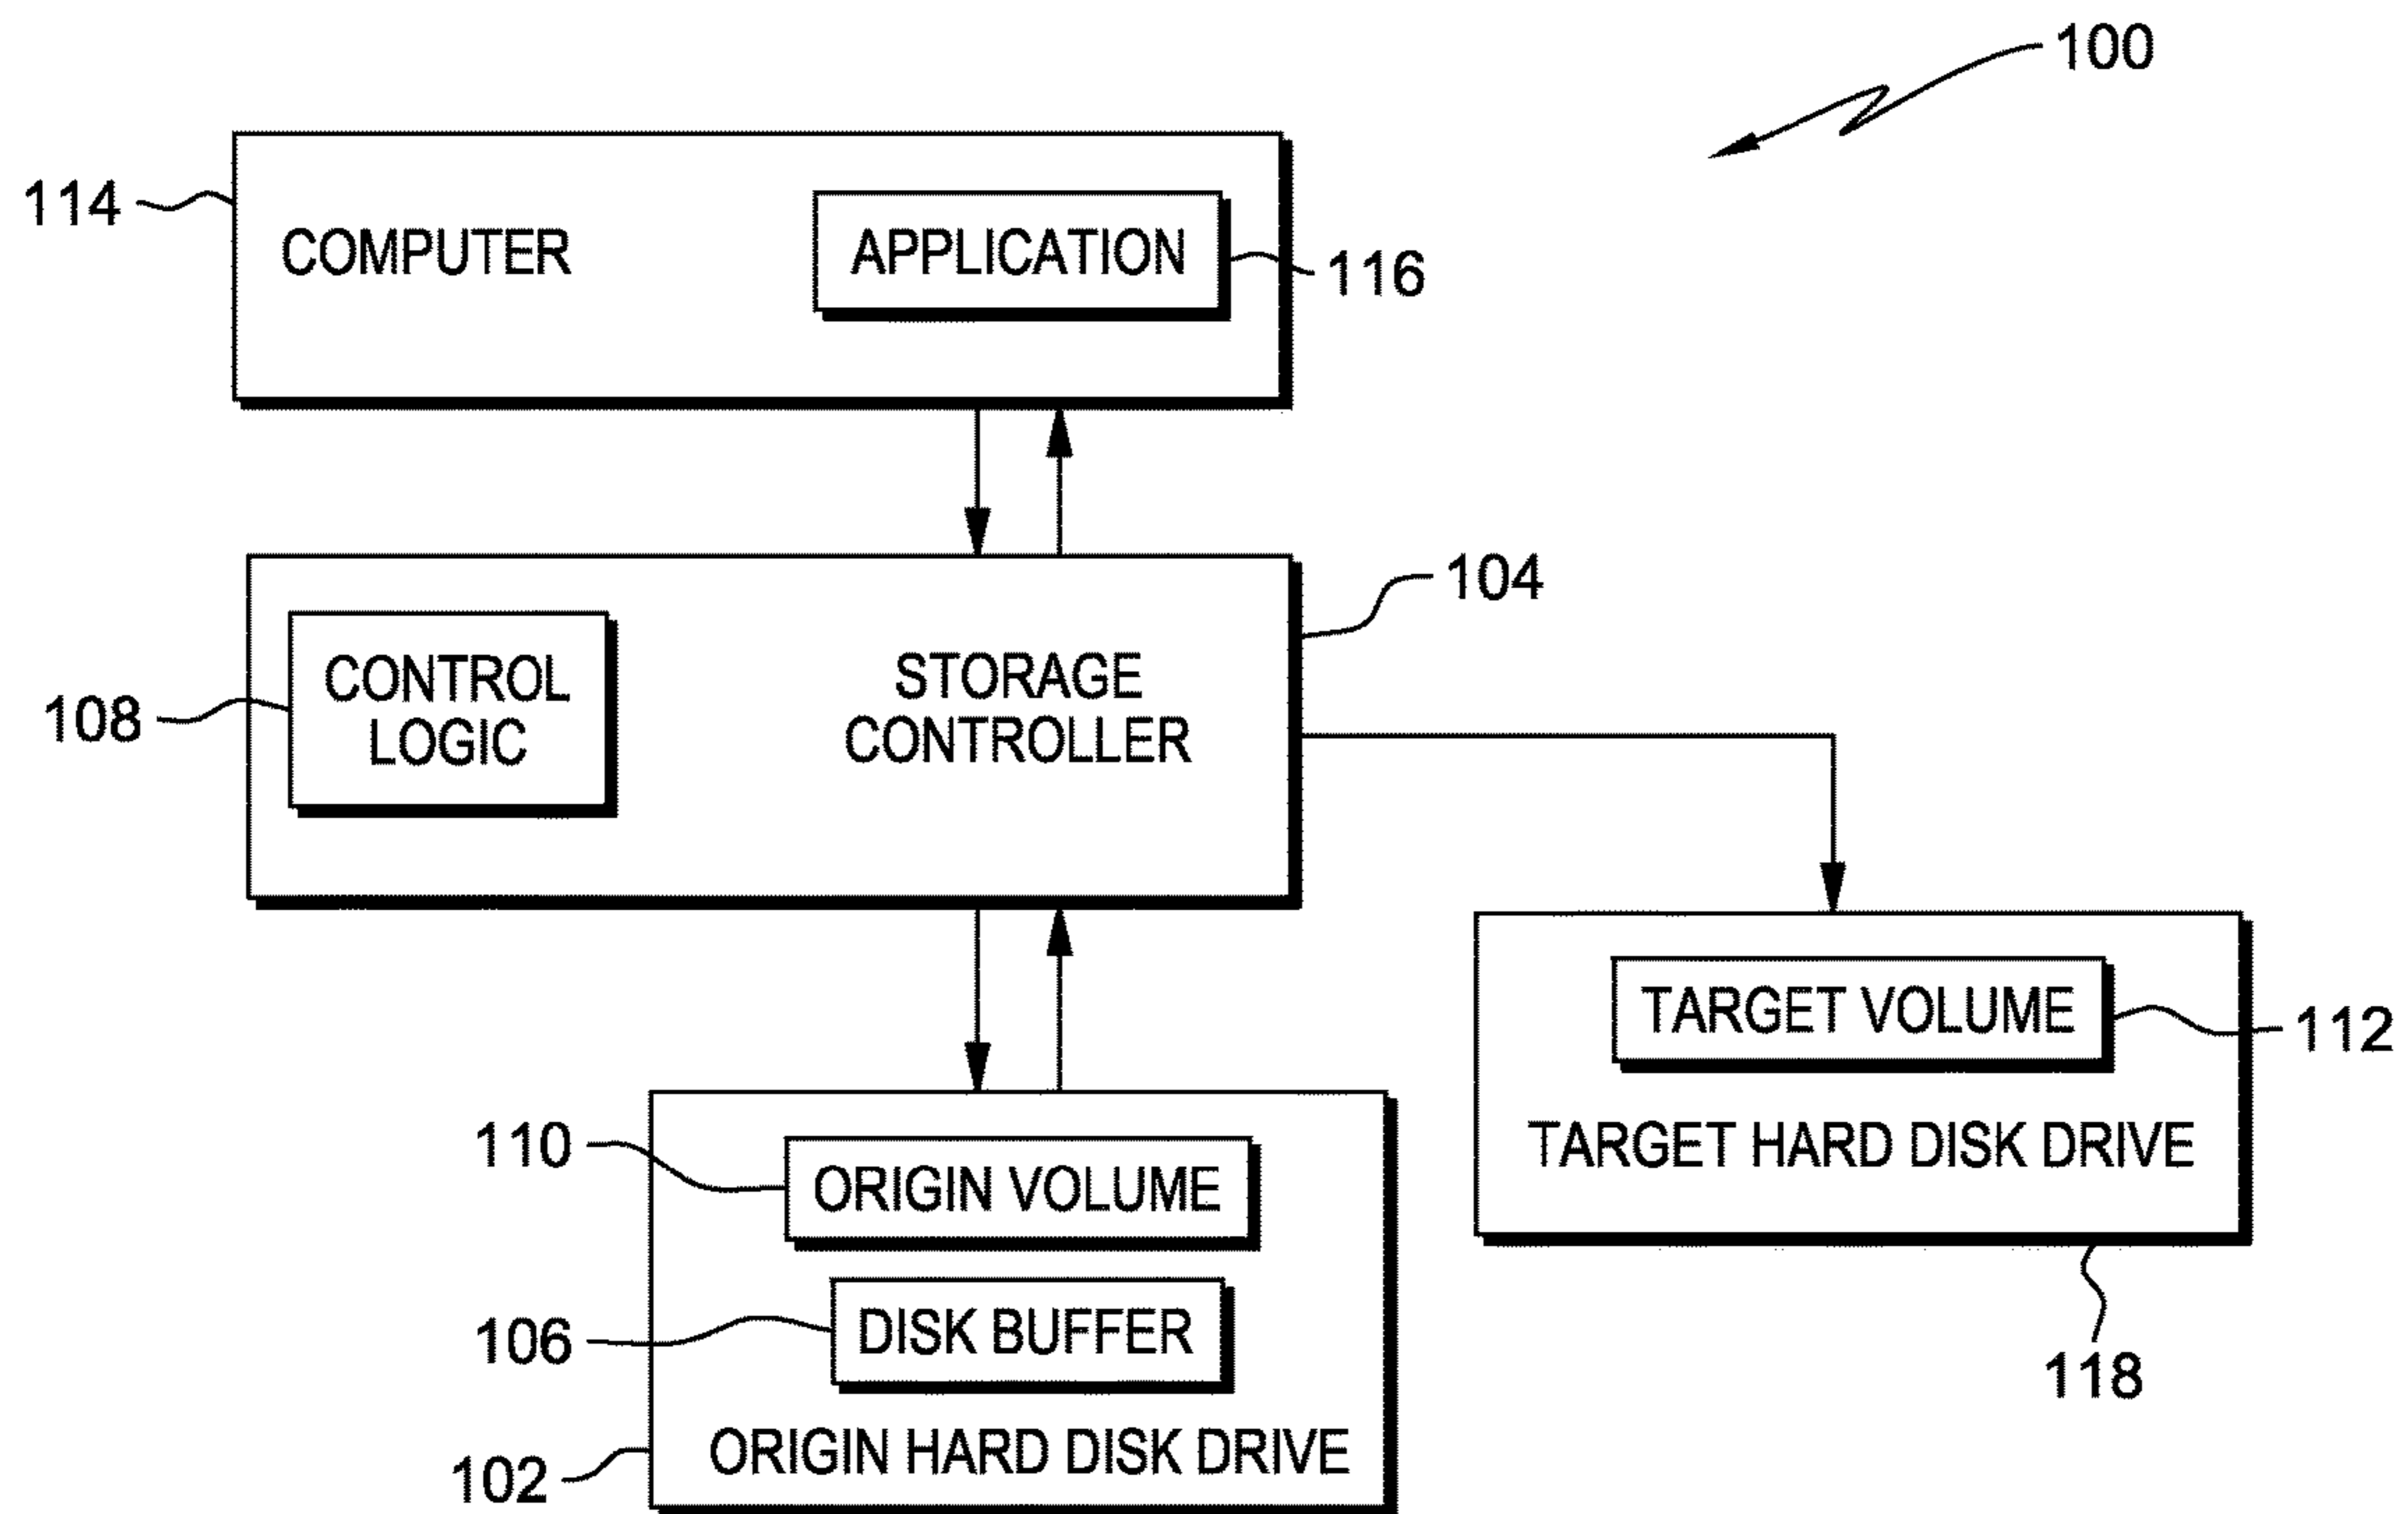 100
114
COMPUTER
APPLICATION
116
104
CONTROL
LOGIC
108
STORAGE
CONTROLLER
TARGET VOLUME
112
TARGET HARD DISK DRIVE
118
110
ORIGIN VOLUME
106
DISK BUFFER
102
ORIGIN HARD DISK DRIVE